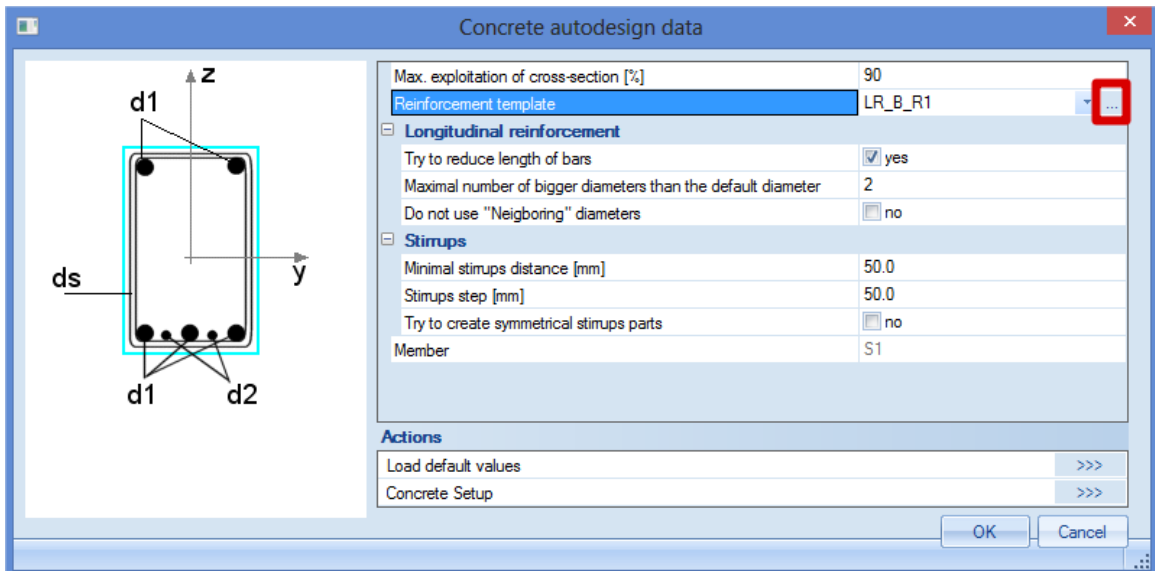 Concrete autodesign data
z
d1
y
ds
d1
d2
Max. exploitation of cross-section [%] 90
Reinforcement template LR_B_R1 ...
Longitudinal reinforcement
Try to reduce length of bars yes
Maximal number of bigger diameters than the default diameter 2
Do not use "Neigboring" diameters no
Stirrups
Minimal stirrups distance [mm] 50.0
Stirrups step [mm] 50.0
Try to create symmetrical stirrups parts no
Member S1
Actions
Load default values >>>
Concrete Setup >>>
OK Cancel